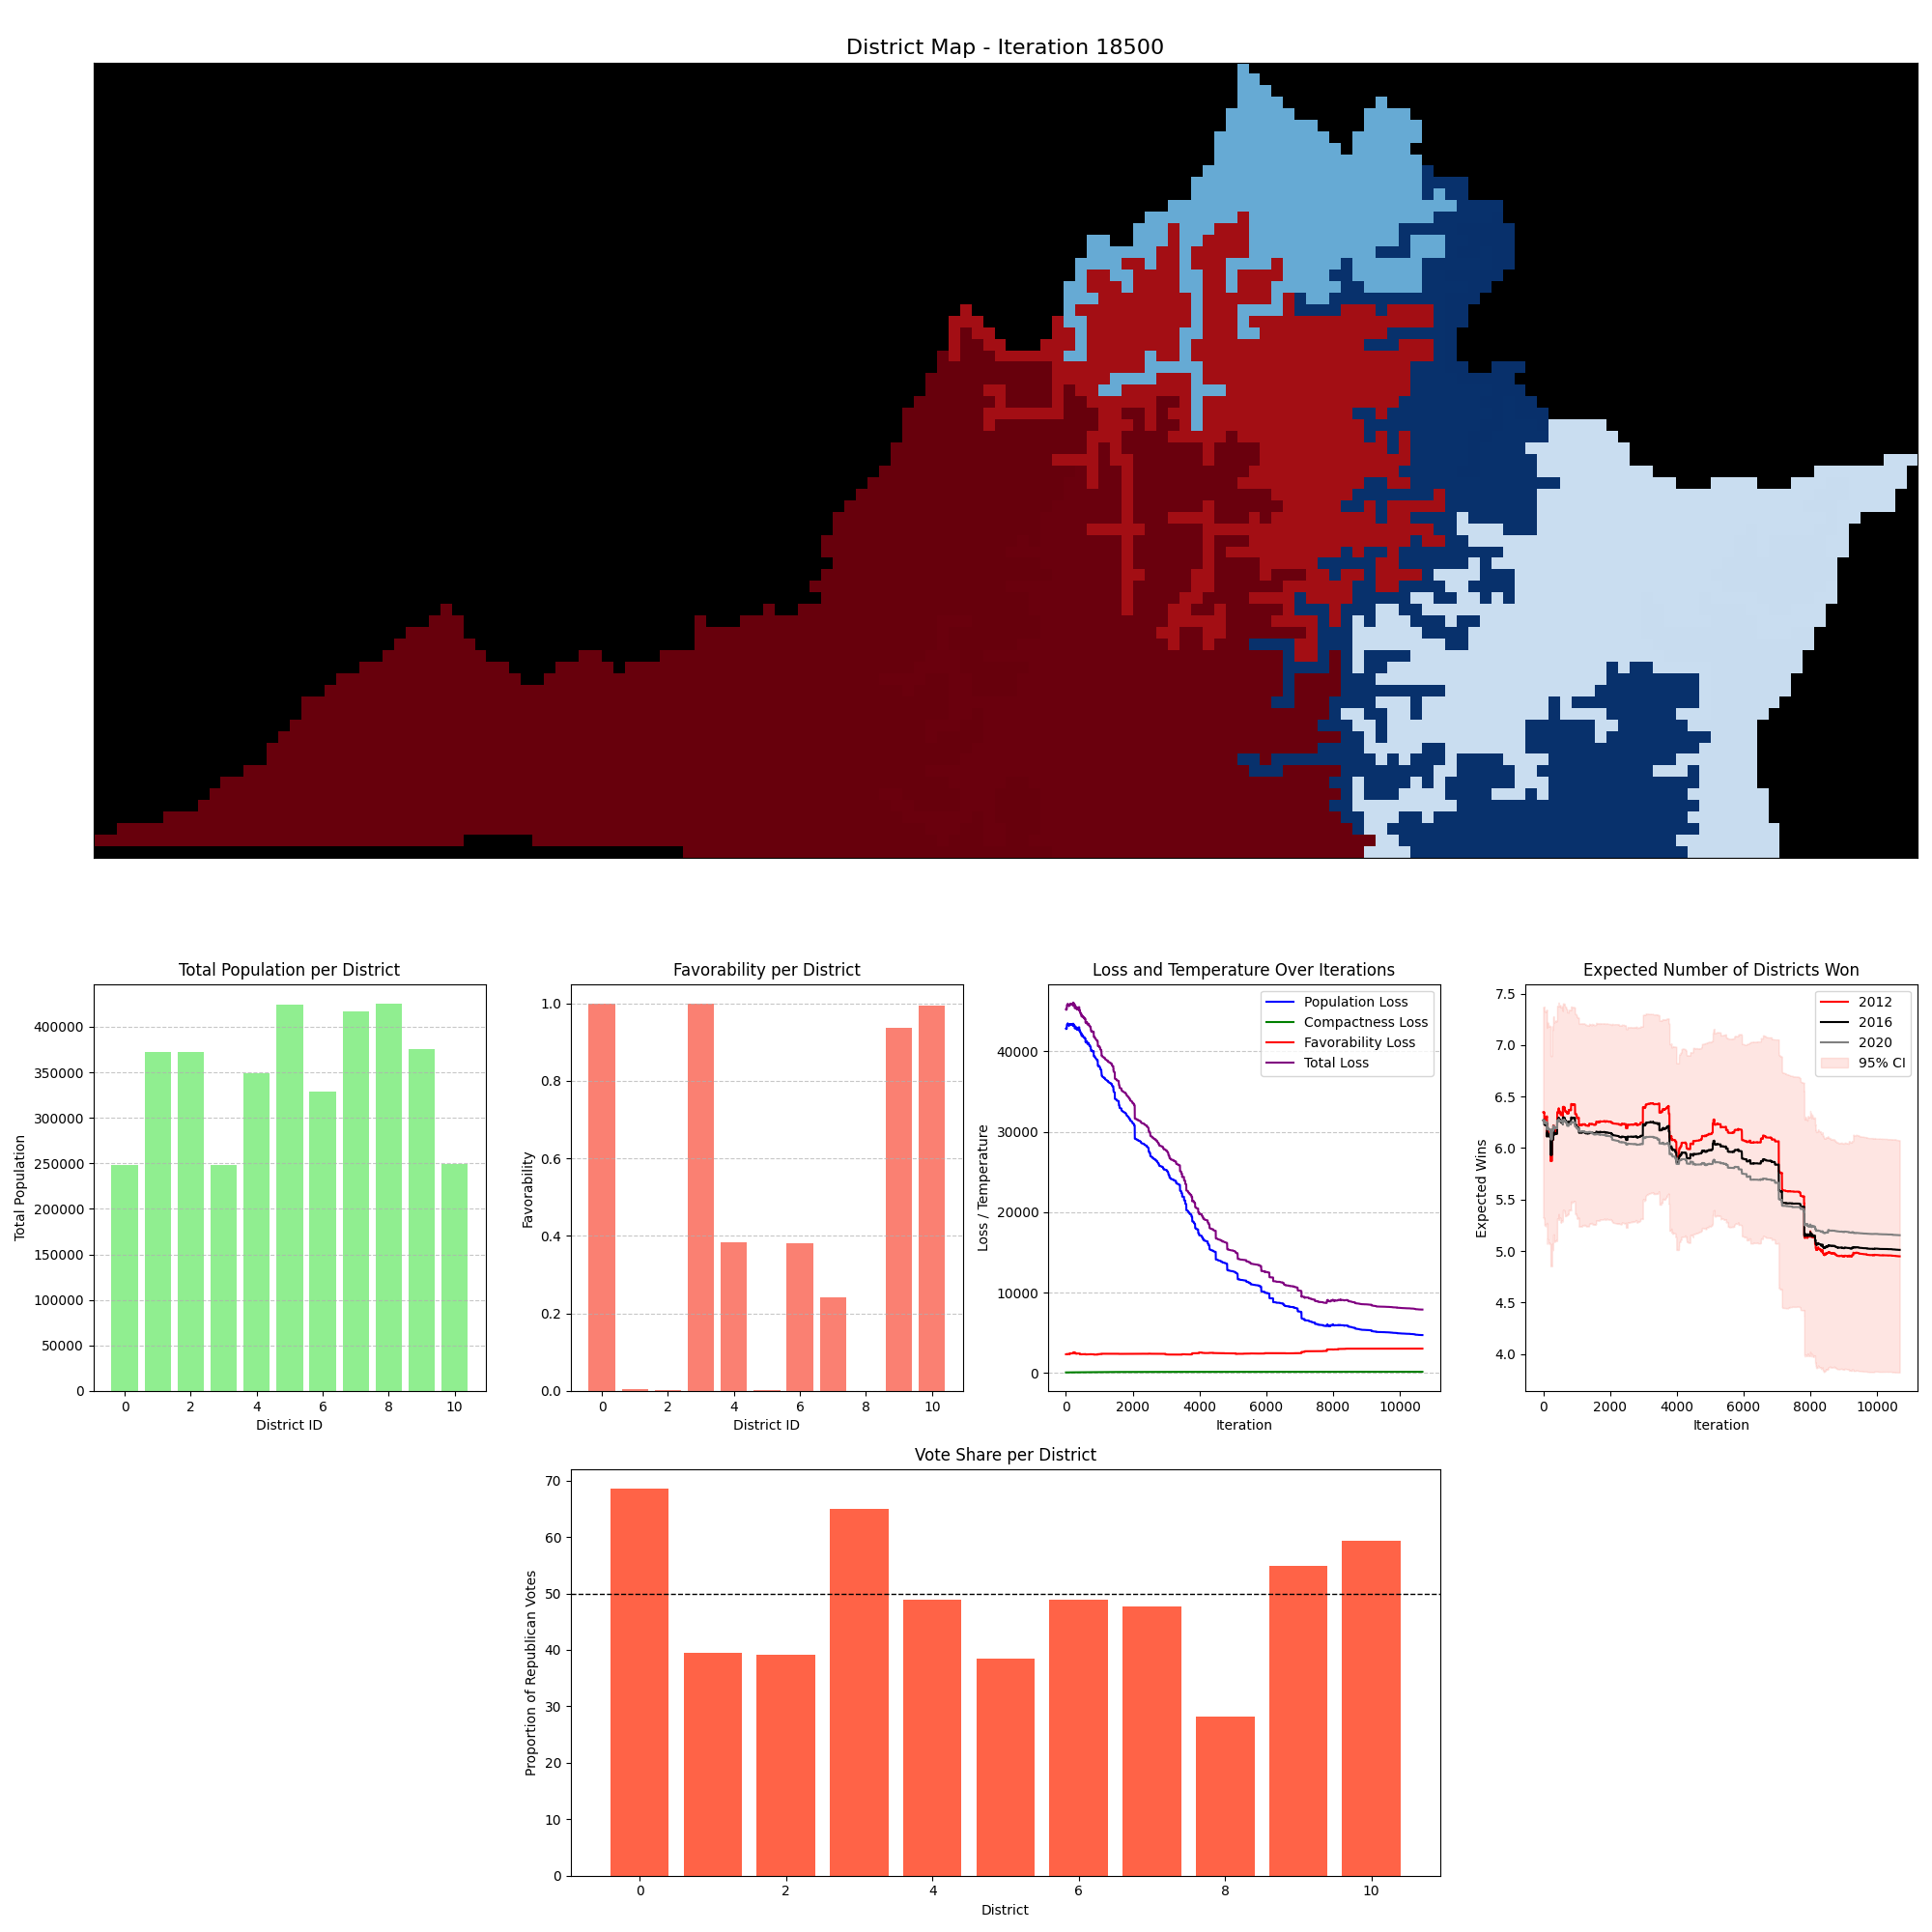 District Map - Iteration 18500
Total Population per District
Total Population
400000
350000
300000
250000
200000
150000
100000
50000
0
0 2 4 6 8 10
District ID
Favorability per District
Favorability
1.0
0.8
0.6
0.4
0.2
0.0
0 2 4 6 8 10
District ID
Loss and Temperature Over Iterations
Loss / Temperature
40000
30000
20000
10000
0
Population Loss
Compactness Loss
Favorability Loss
Total Loss
0 2000 4000 6000 8000 10000
Iteration
Expected Number of Districts Won
Expected Wins
7.5
7.0
6.5
6.0
5.5
5.0
4.5
4.0
2012
2016
2020
95% CI
0 2000 4000 6000 8000 10000
Iteration
Vote Share per District
Proportion of Republican Votes
70
60
50
40
30
20
10
0
0 2 4 6 8 10
District